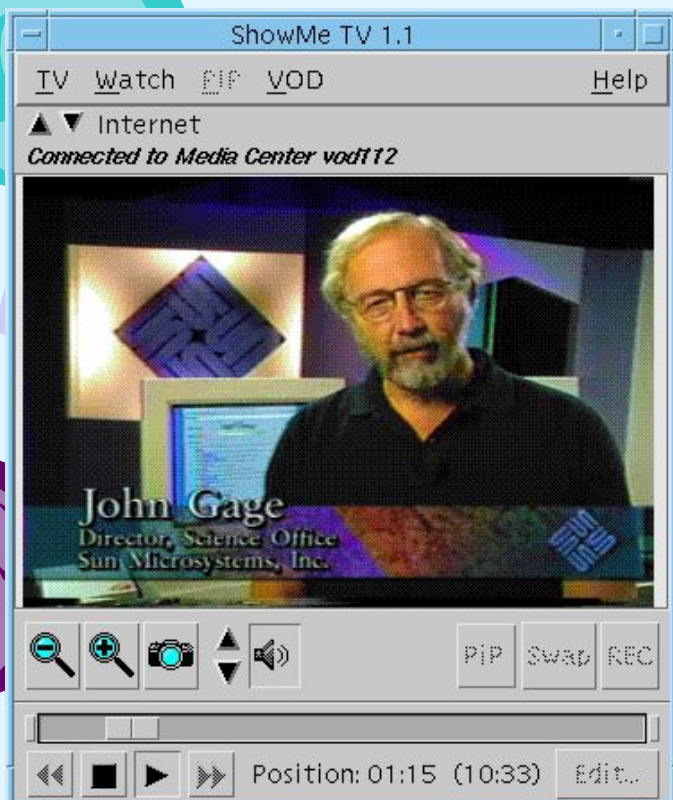 ShowMe TV 1.1
TV Watch PIP VOD Help
Internet
Connected to Media Center vod112
John Gage
Director, Science Office
Sun Microsystems, Inc.
PiP Swap REC
Position: 01:15 (10:33) Edit...